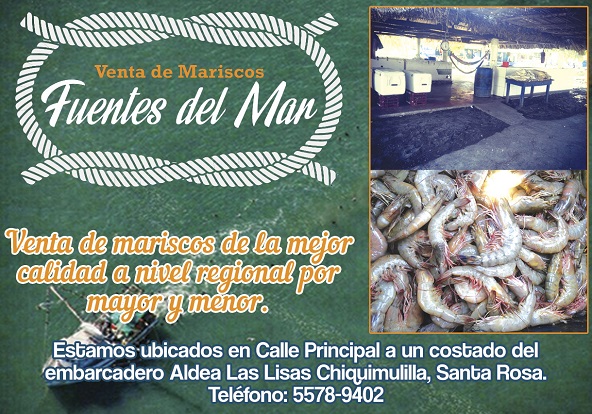 Venta de Mariscos
Fuentes del Mar
Venta de mariscos de la mejor
calidad a nivel regional por
mayor y menor.
Estamos ubicados en Calle Principal a un costado del
embarcadero Aldea Las Lisas Chiquimulilla, Santa Rosa.
Teléfono: 5578-9402